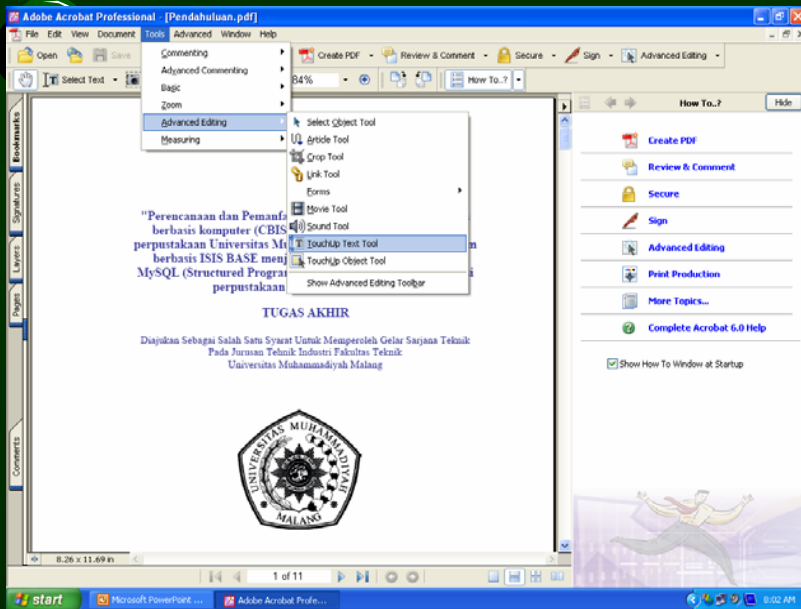 Adobe Acrobat Professional - [Pendahuluan.pdf]
File Edit View Document Tools Advanced Window Help
Open Save Create PDF Review & Comment Secure Sign Advanced Editing
Select Text 84% How To..?
Commenting
Advanced Commenting
Basic
Zoom
Advanced Editing
Measuring
Select Object Tool
Article Tool
Crop Tool
Link Tool
Forms
Movie Tool
Sound Tool
TouchUp Text Tool
TouchUp Object Tool
Show Advanced Editing Toolbar
Bookmarks
Signatures
Layers
Pages
Comments
"Perencanaan dan Pemanfa
berbasis komputer (CBIS
perpustakaan Universitas Mu
berbasis ISIS BASE menj
MySQL (Structured Progra
perpustakaan
TUGAS AKHIR
Diajukan Sebagai Salah Satu Syarat Untuk Memperoleh Gelar Sarjana Teknik
Pada Jurusan Tehnik Industri Fakultas Teknik
Universitas Muhammadiyah Malang
UNIVERSITAS MUHAMMADIYAH
MALANG
8.26 x 11.69 in
1 of 11
How To..? Hide
Create PDF
Review & Comment
Secure
Sign
Advanced Editing
Print Production
More Topics...
Complete Acrobat 6.0 Help
Show How To Window at Startup
start Microsoft PowerPoint ... Adobe Acrobat Profe... 8:02 AM